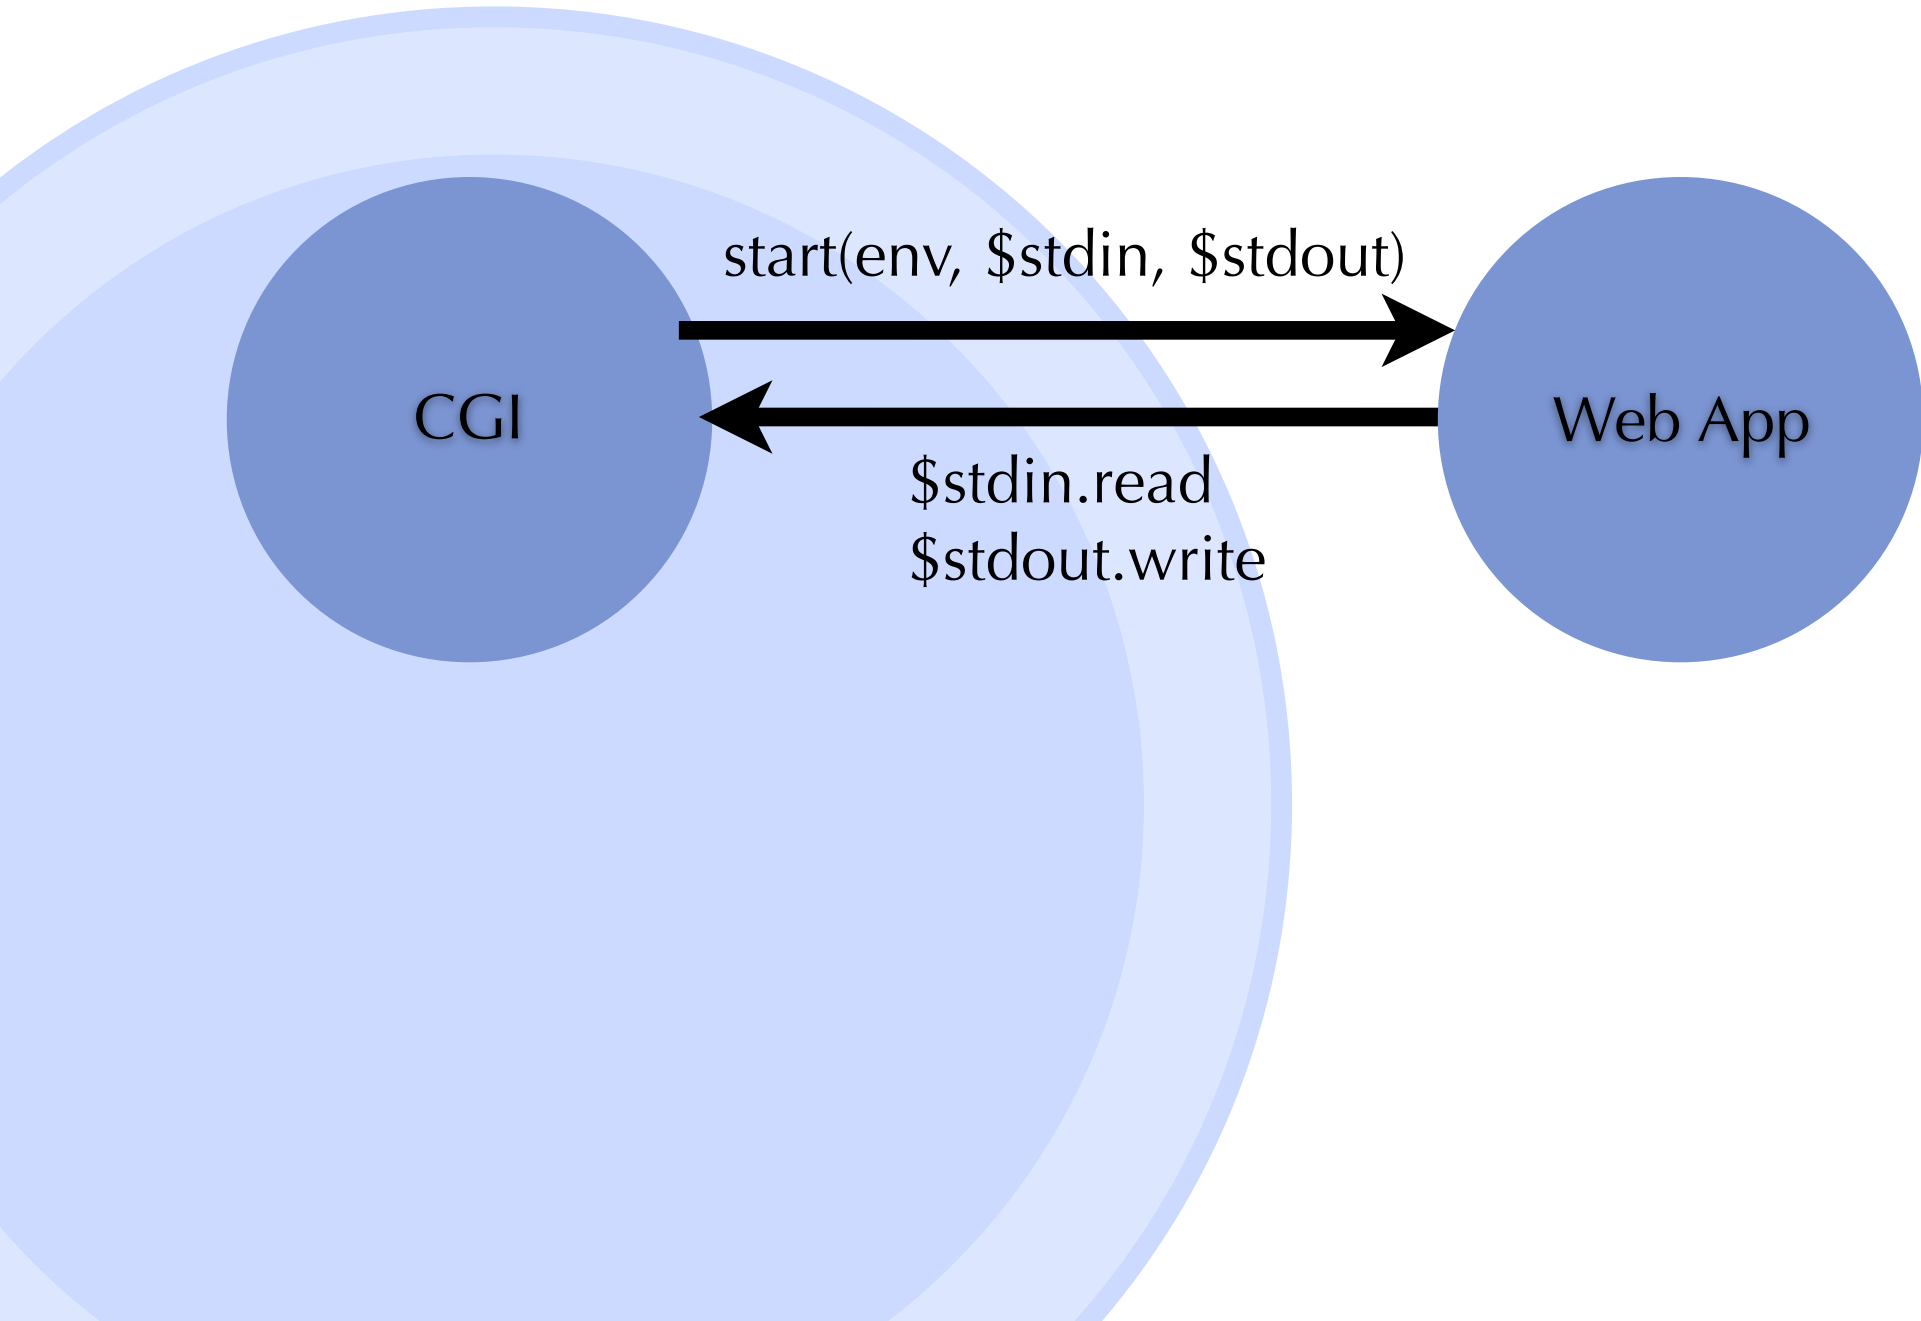 start(env, $stdin, $stdout)
CGI
Web App
$stdin.read
$stdout.write